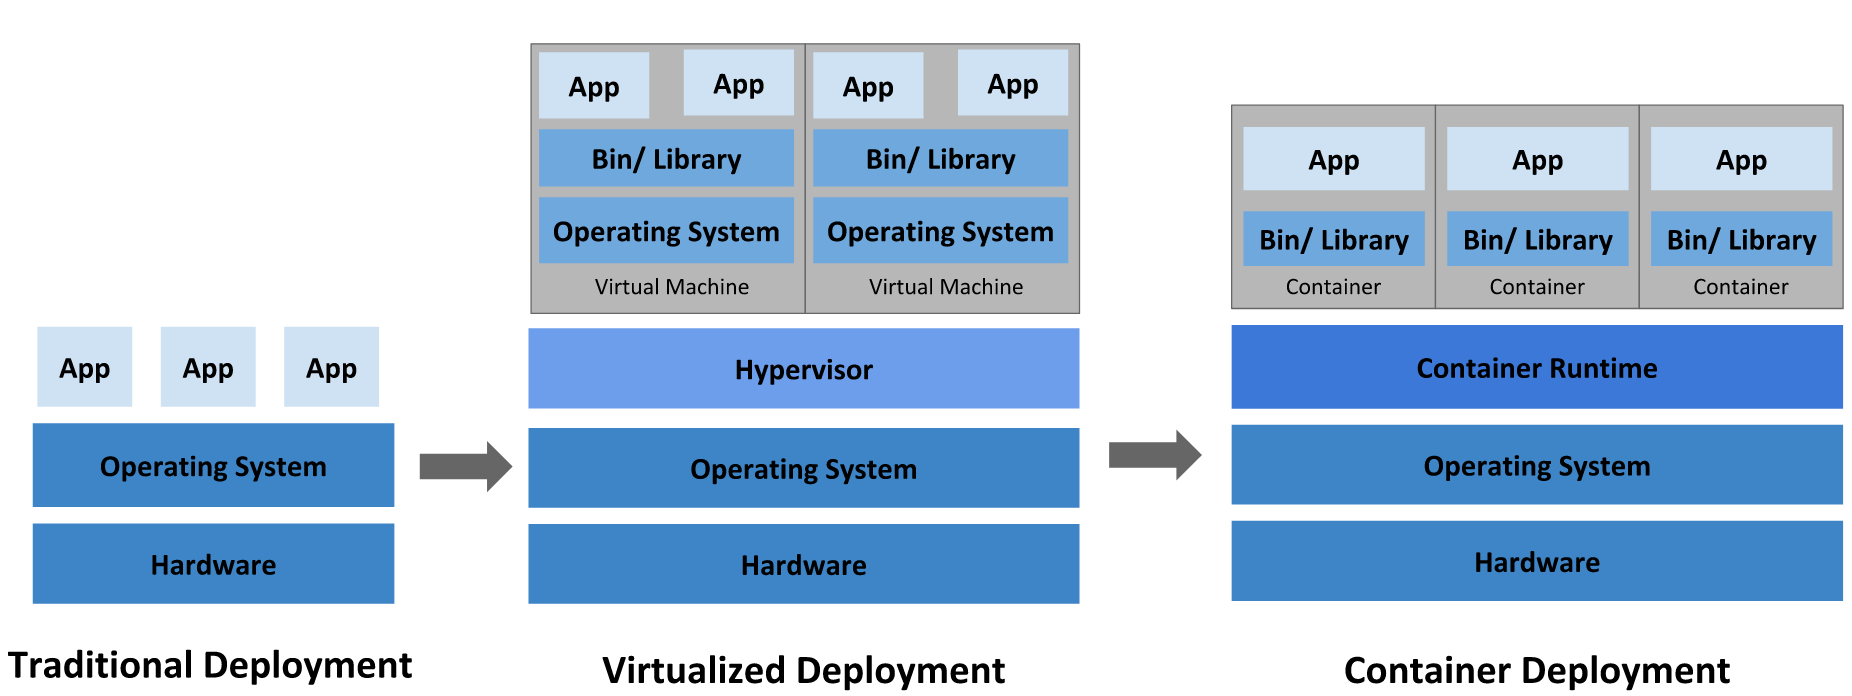 App
App
App
Operating System
Hardware
Traditional Deployment
App
App
Bin/ Library
Operating System
Virtual Machine
App
App
Bin/ Library
Operating System
Virtual Machine
Hypervisor
Operating System
Hardware
Virtualized Deployment
App
Bin/ Library
Container
App
Bin/ Library
Container
App
Bin/ Library
Container
Container Runtime
Operating System
Hardware
Container Deployment